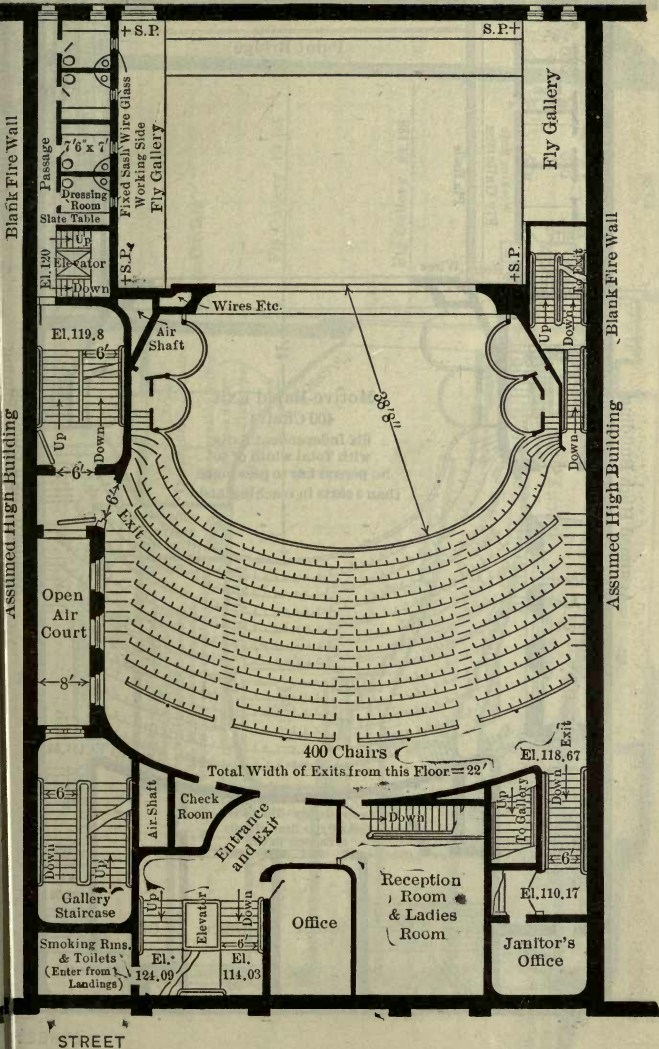 + S.P.
S.P.+
Blank Fire Wall
Passage
7'6"x 7'
Dressing
Room
Slate Table
Up
Elevator
Down
El.120
Fixed Sash Wire Glass
Working Side
Fly Gallery
+S.P.
Fly Gallery
+S.P.
Up
Down
To Exit
Blank Fire Wall
Wires Etc.
Air
Shaft
El.119.8
6'
Up
Down
38'8"
Down
6'
6'
Exit
Assumed High Building
Assumed High Building
Open
Air
Court
8'
400 Chairs
Total Width of Exits from this Floor = 22'
El.118.67
Exit
Down
Up
To Gallery
6'
El.110.17
6'
Down
Up
Gallery
Staircase
Air Shaft
Check
Room
Entrance
and Exit
Down
Up
Elevator
Down
6'
El.
124.09
El.
114.03
Office
Reception
Room
& Ladies
Room
Janitor's
Office
Smoking Rms.
& Toilets
(Enter from
Landings)
STREET